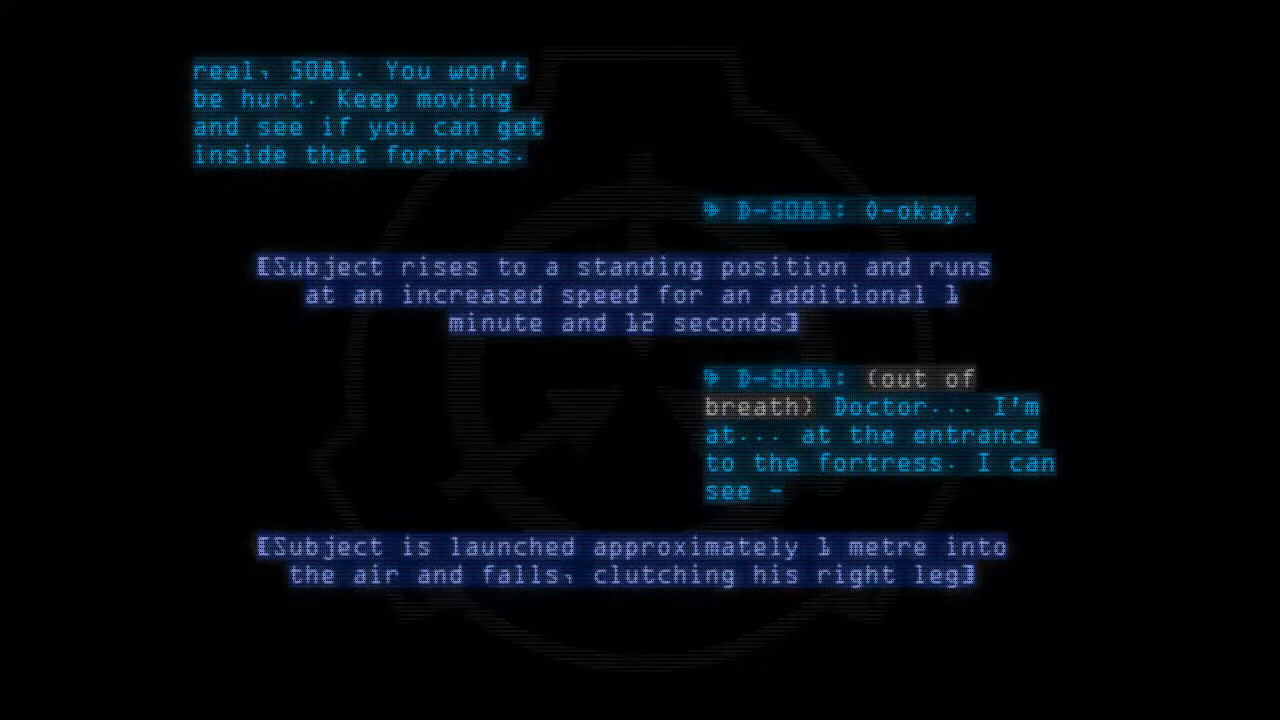 real, 5081. You won't
be hurt. Keep moving
and see if you can get
inside that fortress.
D-5081: O-okay.
[Subject rises to a standing position and runs
at an increased speed for an additional 1
minute and 12 seconds]
D-5081: (out of
breath) Doctor... I'm
at... at the entrance
to the fortress. I can
see -
[Subject is launched approximately 1 metre into
the air and falls, clutching his right leg]